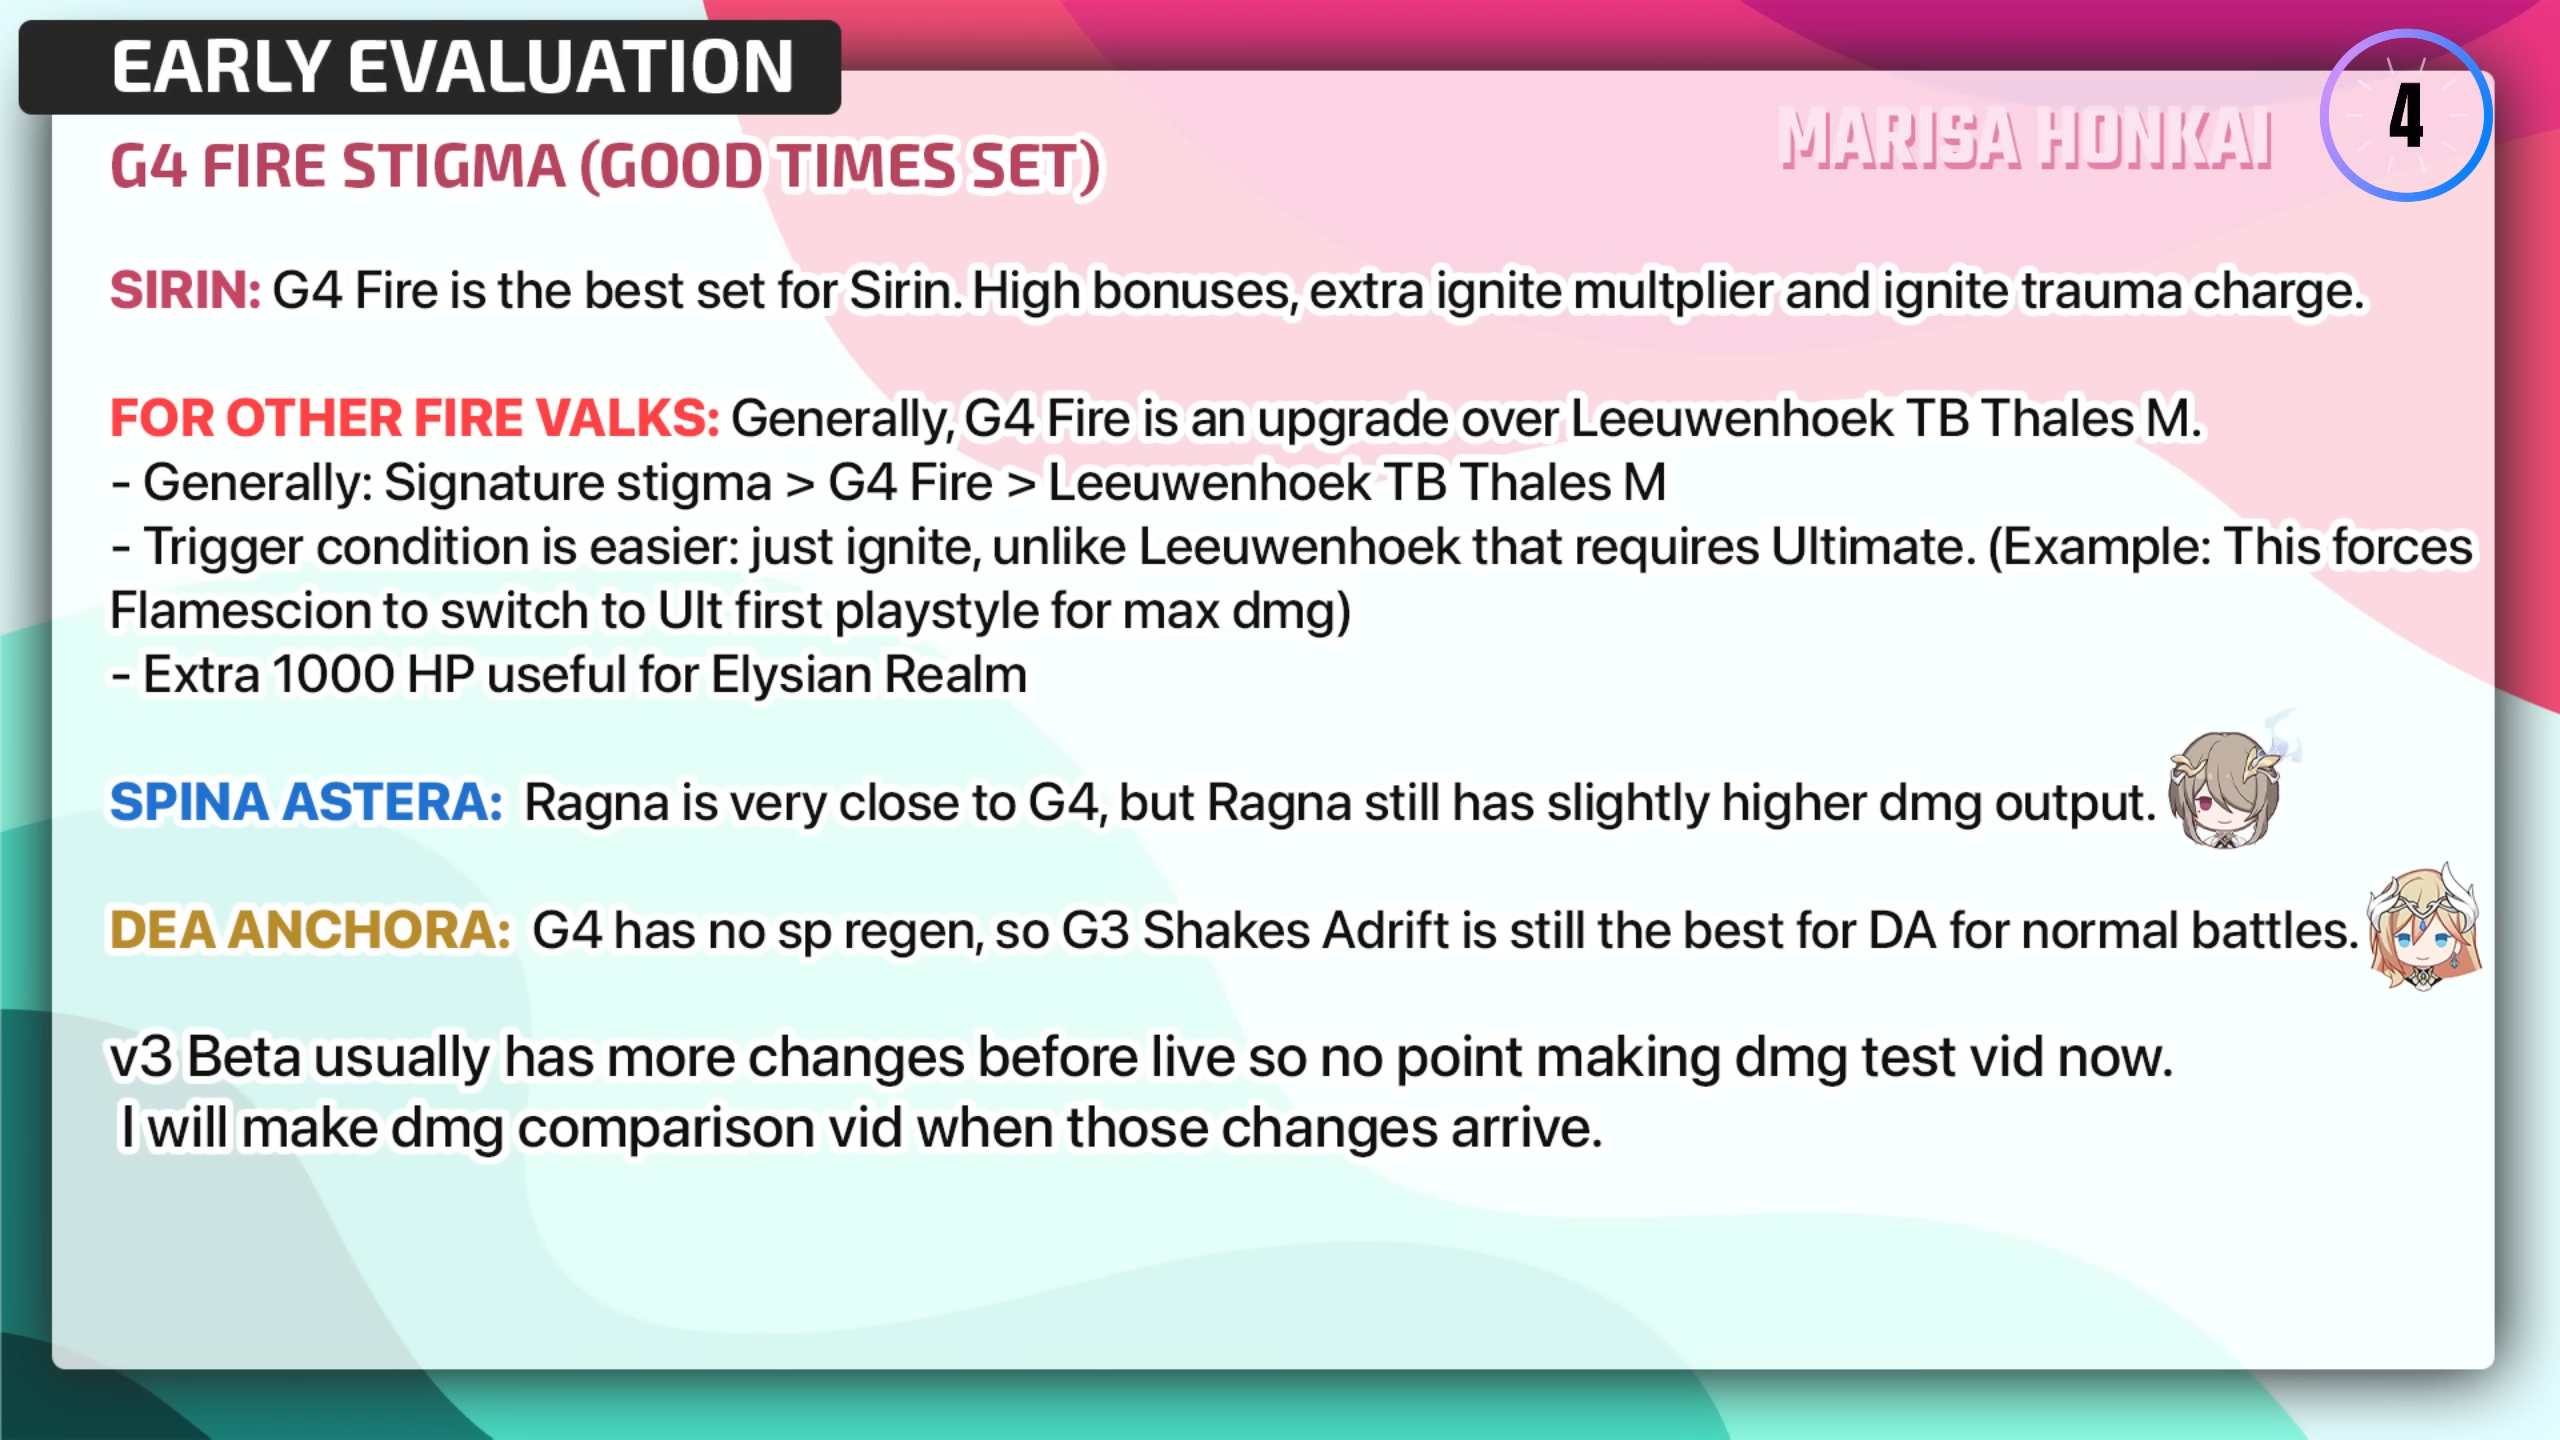 EARLY EVALUATION
MARISA HONKAI
4
G4 FIRE STIGMA (GOOD TIMES SET)
SIRIN: G4 Fire is the best set for Sirin. High bonuses, extra ignite multplier and ignite trauma charge.
FOR OTHER FIRE VALKS: Generally, G4 Fire is an upgrade over Leeuwenhoek TB Thales M.
- Generally: Signature stigma > G4 Fire > Leeuwenhoek TB Thales M
- Trigger condition is easier: just ignite, unlike Leeuwenhoek that requires Ultimate. (Example: This forces
Flamescion to switch to Ult first playstyle for max dmg)
- Extra 1000 HP useful for Elysian Realm
SPINA ASTERA: Ragna is very close to G4, but Ragna still has slightly higher dmg output.
DEA ANCHORA: G4 has no sp regen, so G3 Shakes Adrift is still the best for DA for normal battles.
v3 Beta usually has more changes before live so no point making dmg test vid now.
I will make dmg comparison vid when those changes arrive.